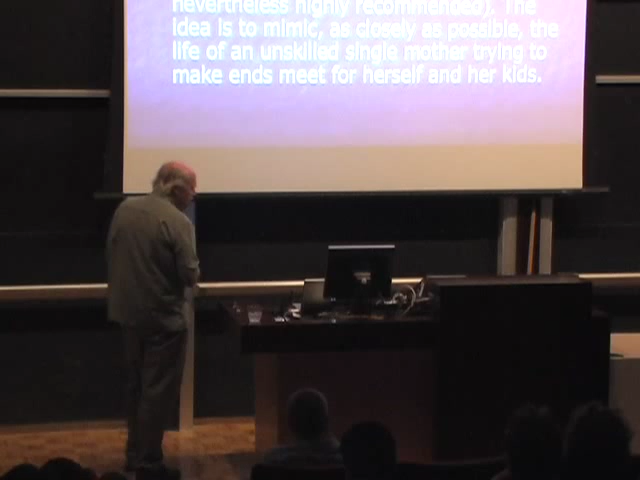 nevertheless highly recommended). The
idea is to mimic, as closely as possible, the
life of an unskilled single mother trying to
make ends meet for herself and her kids.